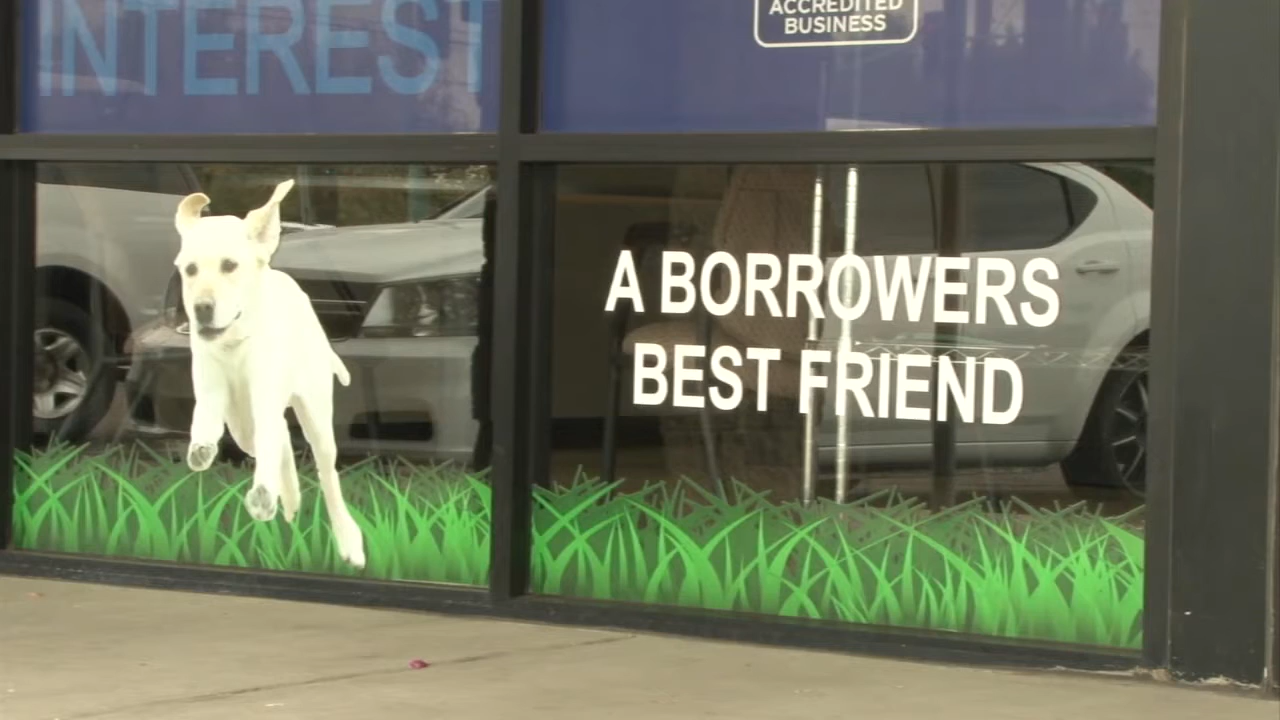 INTEREST
ACCREDITED
BUSINESS
A BORROWERS
BEST FRIEND